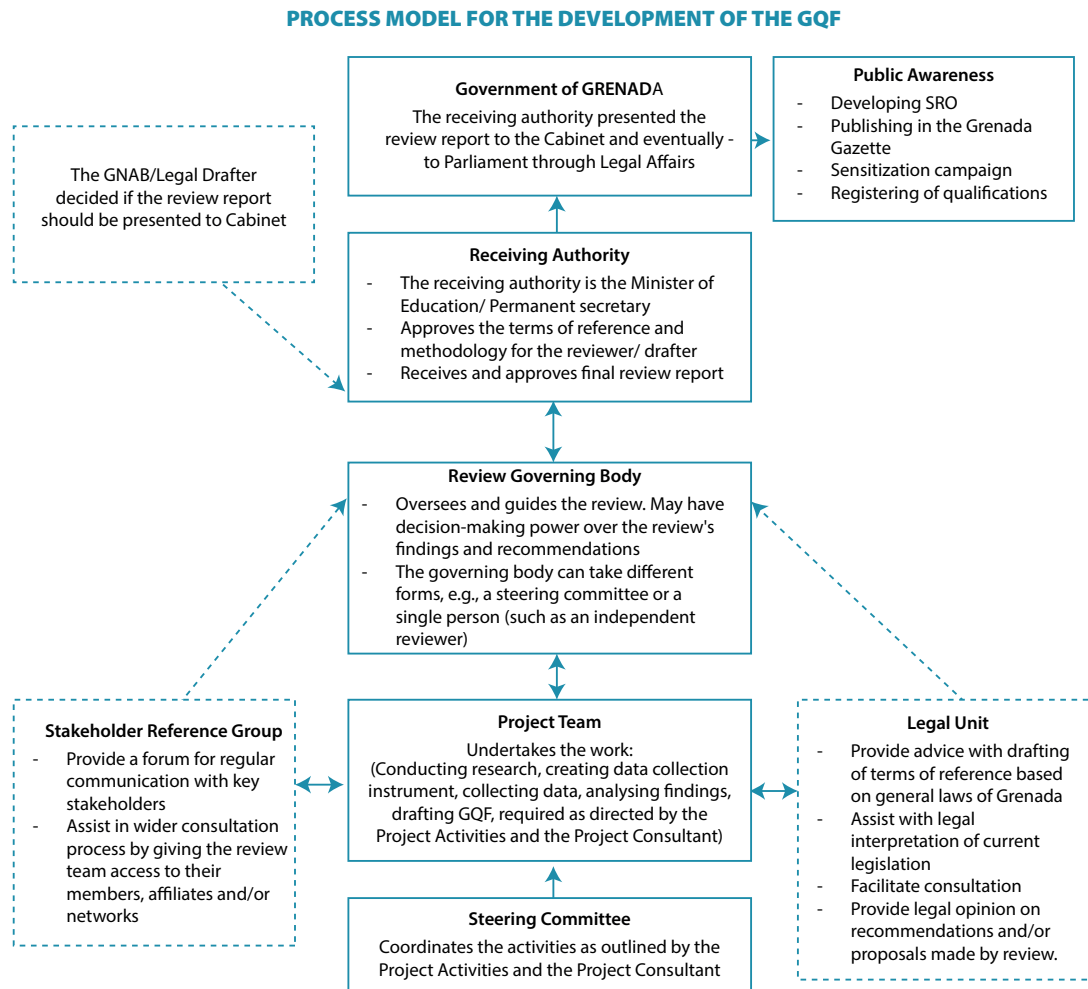 PROCESS MODEL FOR THE DEVELOPMENT OF THE GQF
Government of GRENADA
The receiving authority presented the
review report to the Cabinet and eventually -
to Parliament through Legal Affairs
Public Awareness
- Developing SRO
- Publishing in the Grenada
Gazette
- Sensitization campaign
- Registering of qualifications
The GNAB/Legal Drafter
decided if the review report
should be presented to Cabinet
Receiving Authority
- The receiving authority is the Minister of
Education/ Permanent secretary
- Approves the terms of reference and
methodology for the reviewer/ drafter
- Receives and approves final review report
Review Governing Body
- Oversees and guides the review. May have
decision-making power over the review's
findings and recommendations
- The governing body can take different
forms, e.g., a steering committee or a
single person (such as an independent
reviewer)
Stakeholder Reference Group
- Provide a forum for regular
communication with key
stakeholders
- Assist in wider consultation
process by giving the review
team access to their
members, affiliates and/or
networks
Project Team
Undertakes the work:
(Conducting research, creating data collection
instrument, collecting data, analysing findings,
drafting GQF, required as directed by the
Project Activities and the Project Consultant)
Legal Unit
- Provide advice with drafting
of terms of reference based
on general laws of Grenada
- Assist with legal
interpretation of current
legislation
- Facilitate consultation
- Provide legal opinion on
recommendations and/or
proposals made by review.
Steering Committee
Coordinates the activities as outlined by the
Project Activities and the Project Consultant